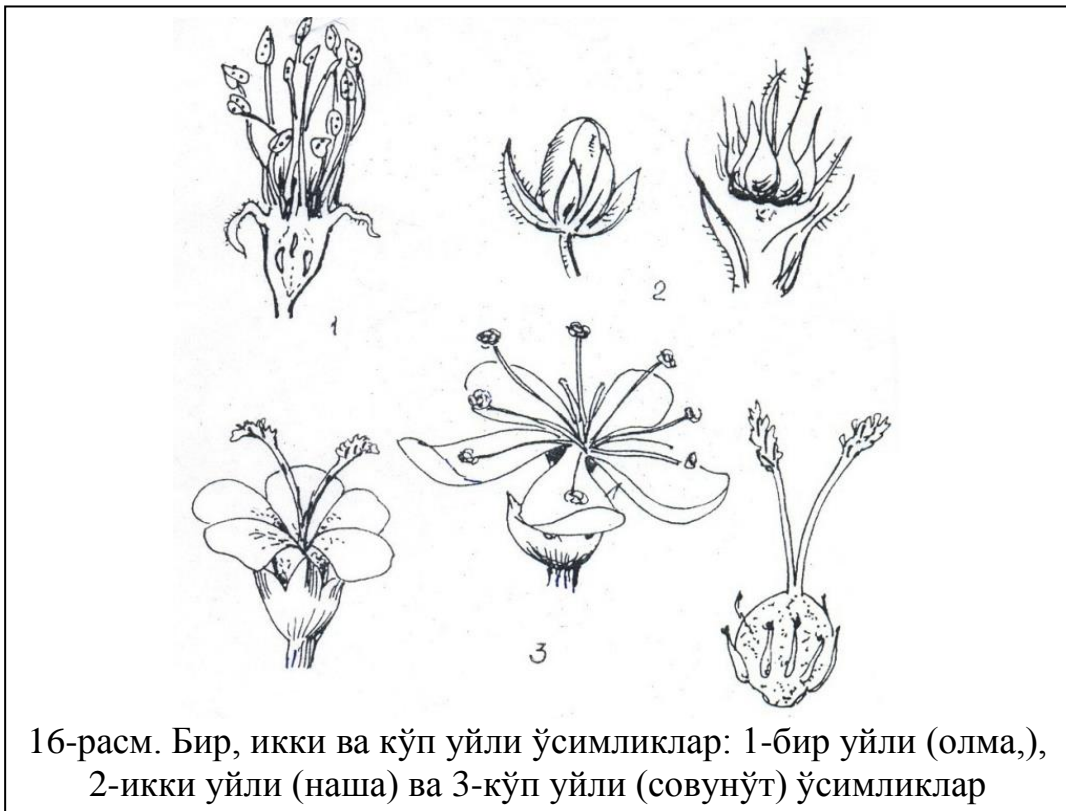 1
2
3
16-расм. Бир, икки ва кўп уйли ўсимликлар: 1-бир уйли (олма,),
2-икки уйли (наша) ва 3-кўп уйли (совунўт) ўсимликлар